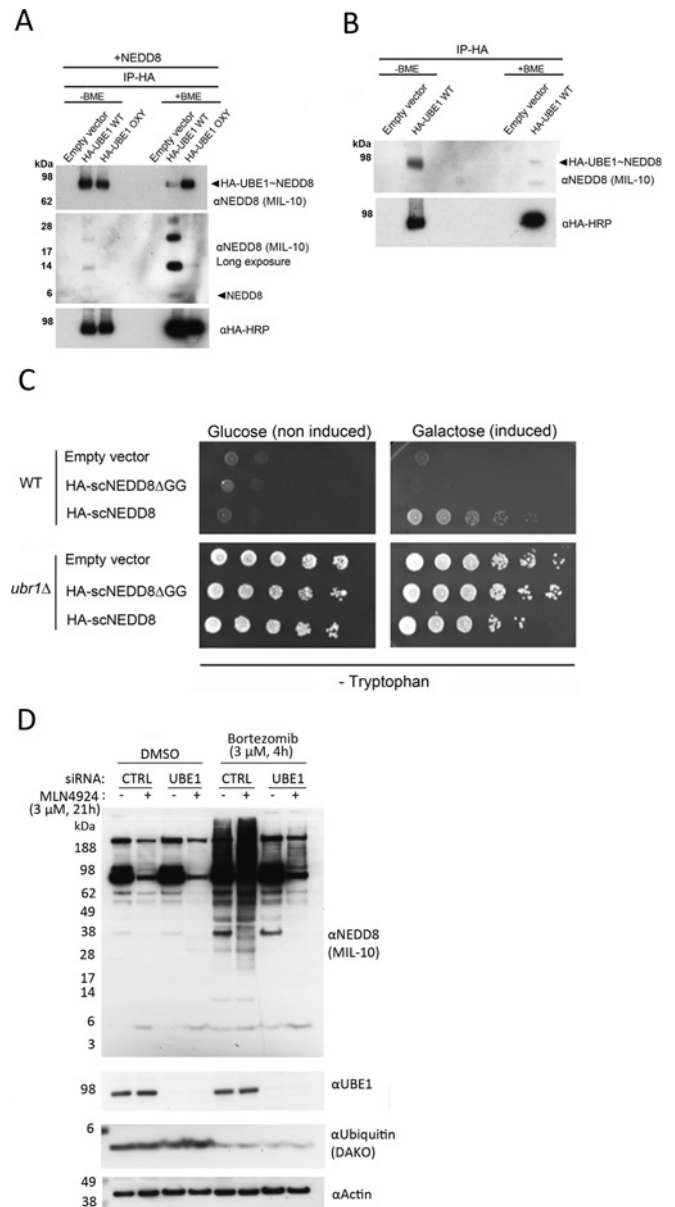 A
+NEDD8
IP-HA
-BME +BME
Empty vector HA-UBE1 WT HA-UBE1 OXY Empty vector HA-UBE1 WT HA-UBE1 OXY
kDa
98
62
◄HA-UBE1~NEDD8
αNEDD8 (MIL-10)
28
17
14
6
αNEDD8 (MIL-10)
Long exposure
◄NEDD8
98
αHA-HRP
B
IP-HA
-BME +BME
Empty vector HA-UBE1 WT Empty vector HA-UBE1 WT
kDa
98
◄HA-UBE1~NEDD8
αNEDD8 (MIL-10)
98
αHA-HRP
C
Glucose (non induced) Galactose (induced)
WT
Empty vector
HA-scNEDD8ΔGG
HA-scNEDD8
ubr1Δ
Empty vector
HA-scNEDD8ΔGG
HA-scNEDD8
- Tryptophan
D
DMSO Bortezomib
(3 μM, 4h)
siRNA: CTRL UBE1 CTRL UBE1
MLN4924 : - + - + - + - +
(3 μM, 21h)
kDa
188
98
62
49
38
28
17
14
6
3
αNEDD8
(MIL-10)
98
αUBE1
6
αUbiquitin
(DAKO)
49
38
αActin